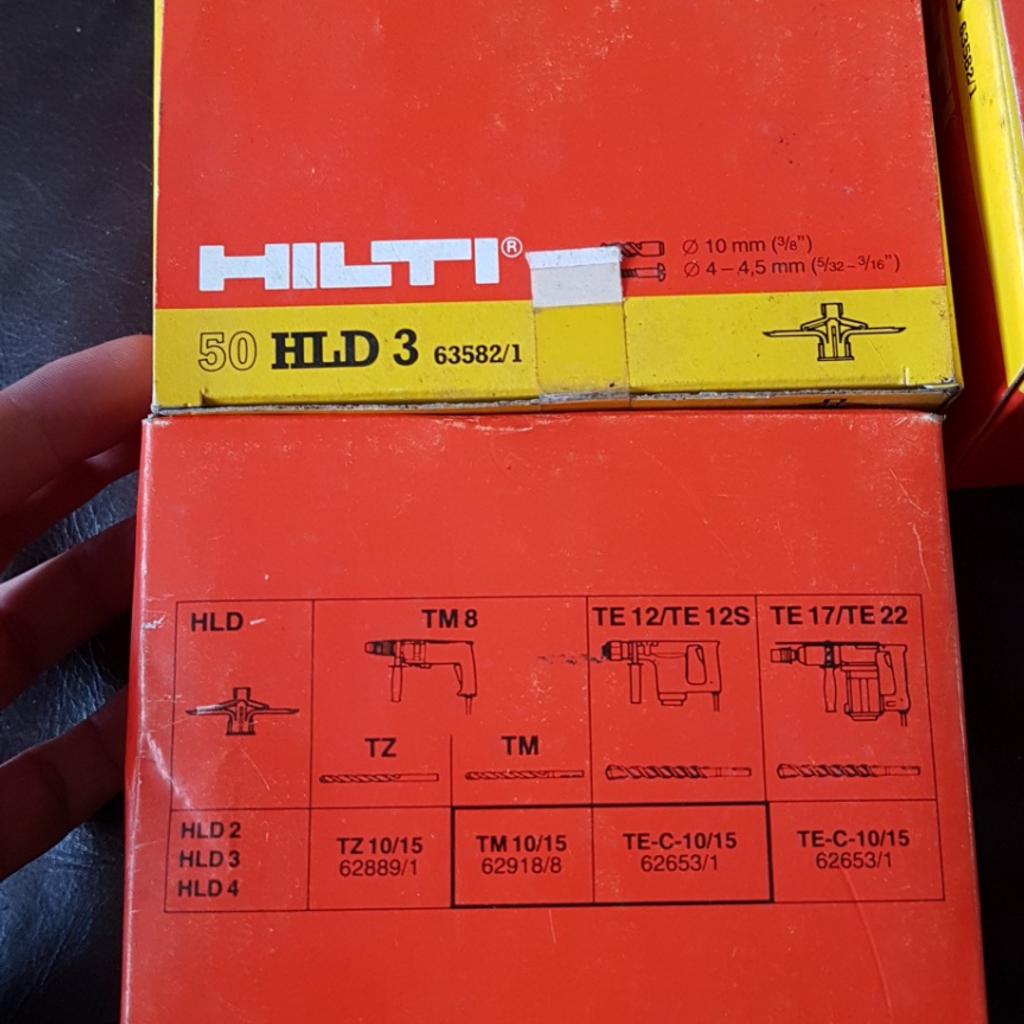 63582/1
HILTI®
Ø 10 mm (3/8")
Ø 4 – 4,5 mm (5/32 – 3/16")
50 HLD 3 63582/1
HLD
TM 8
TE 12/TE 12S
TE 17/TE 22
TZ
TM
HLD 2
HLD 3
HLD 4
TZ 10/15
62889/1
TM 10/15
62918/8
TE-C-10/15
62653/1
TE-C-10/15
62653/1